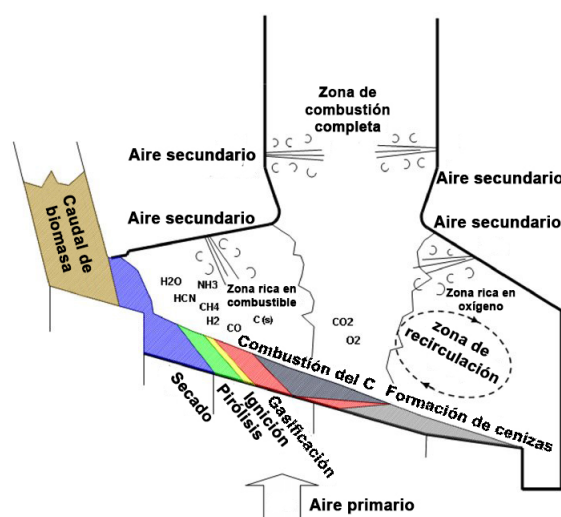 Zona de
combustión
completa
Aire secundario
Aire secundario
Aire secundario
Aire secundario
Caudal de
biomasa
H2O
NH3
HCN
CH4
H2
CO
C (s)
Zona rica en
combustible
CO2
O2
Zona rica en
oxígeno
zona de
recirculación
Combustión del C
Formación de cenizas
Secado
Pirólisis
Ignición
Gasificación
Aire primario